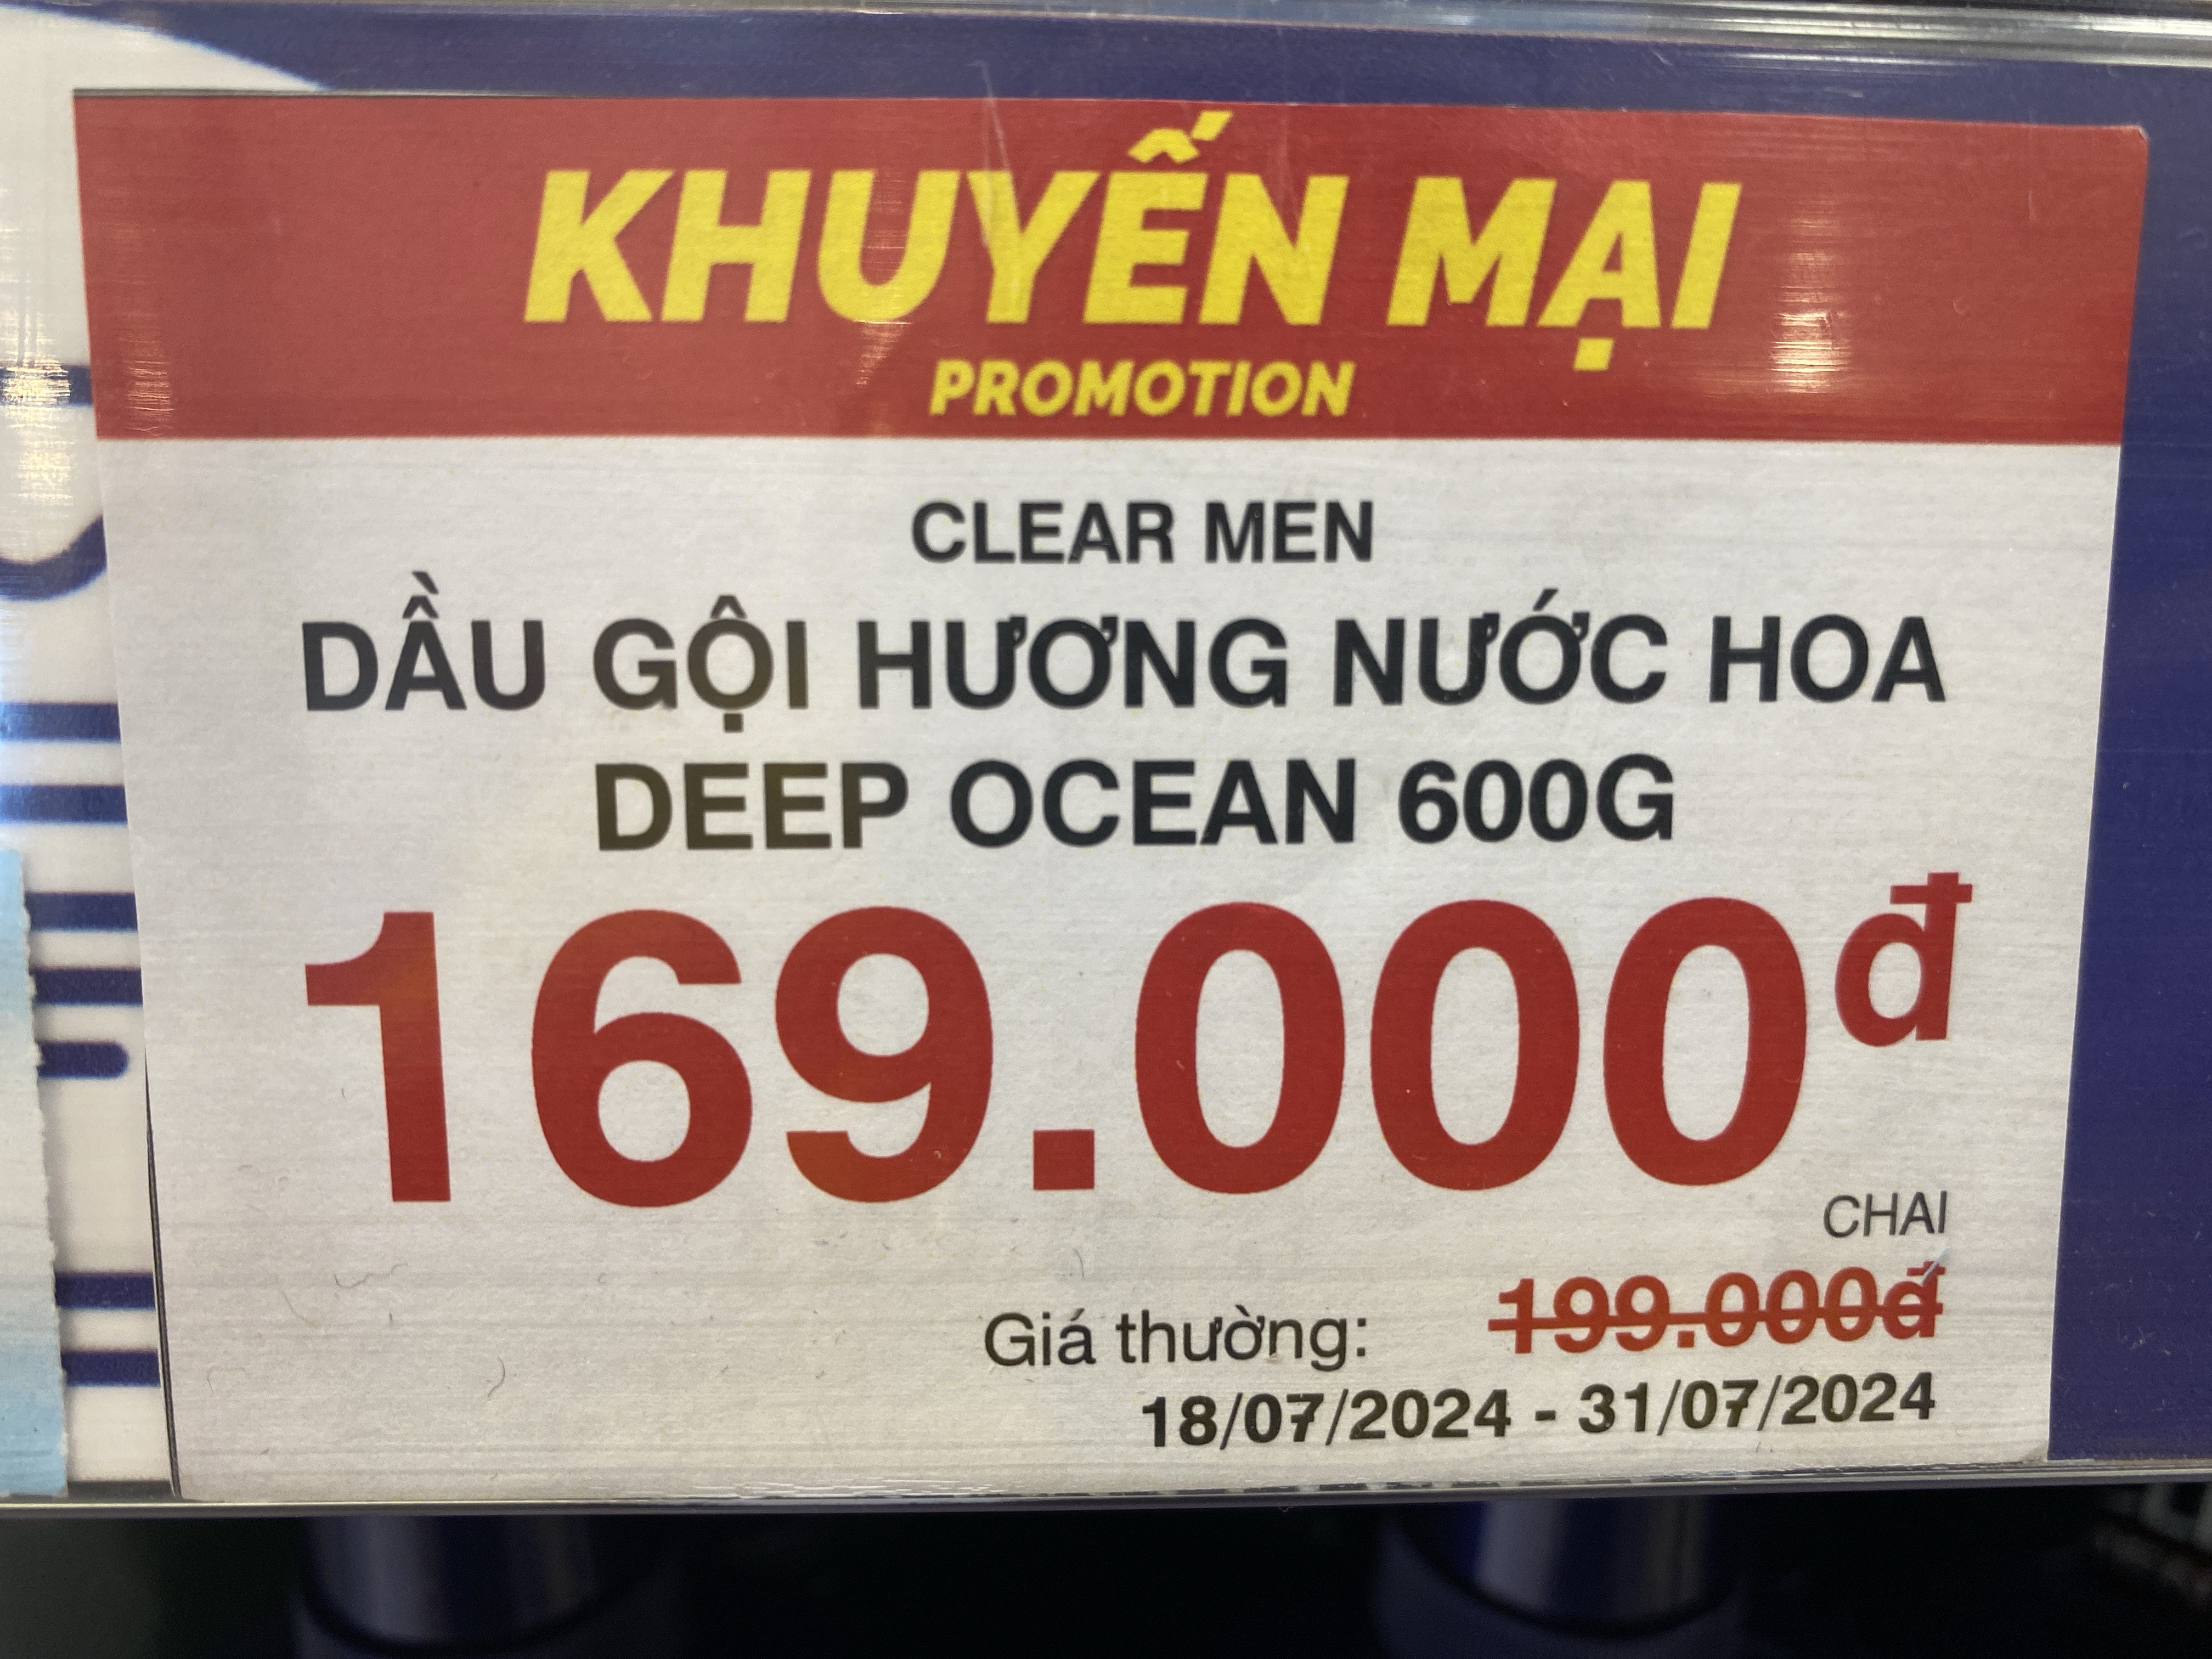 KHUYẾN MẠI
PROMOTION
CLEAR MEN
DẦU GỘI HƯƠNG NƯỚC HOA
DEEP OCEAN 600G
169.000đ
CHAI
Giá thường: 199.000đ
18/07/2024 - 31/07/2024